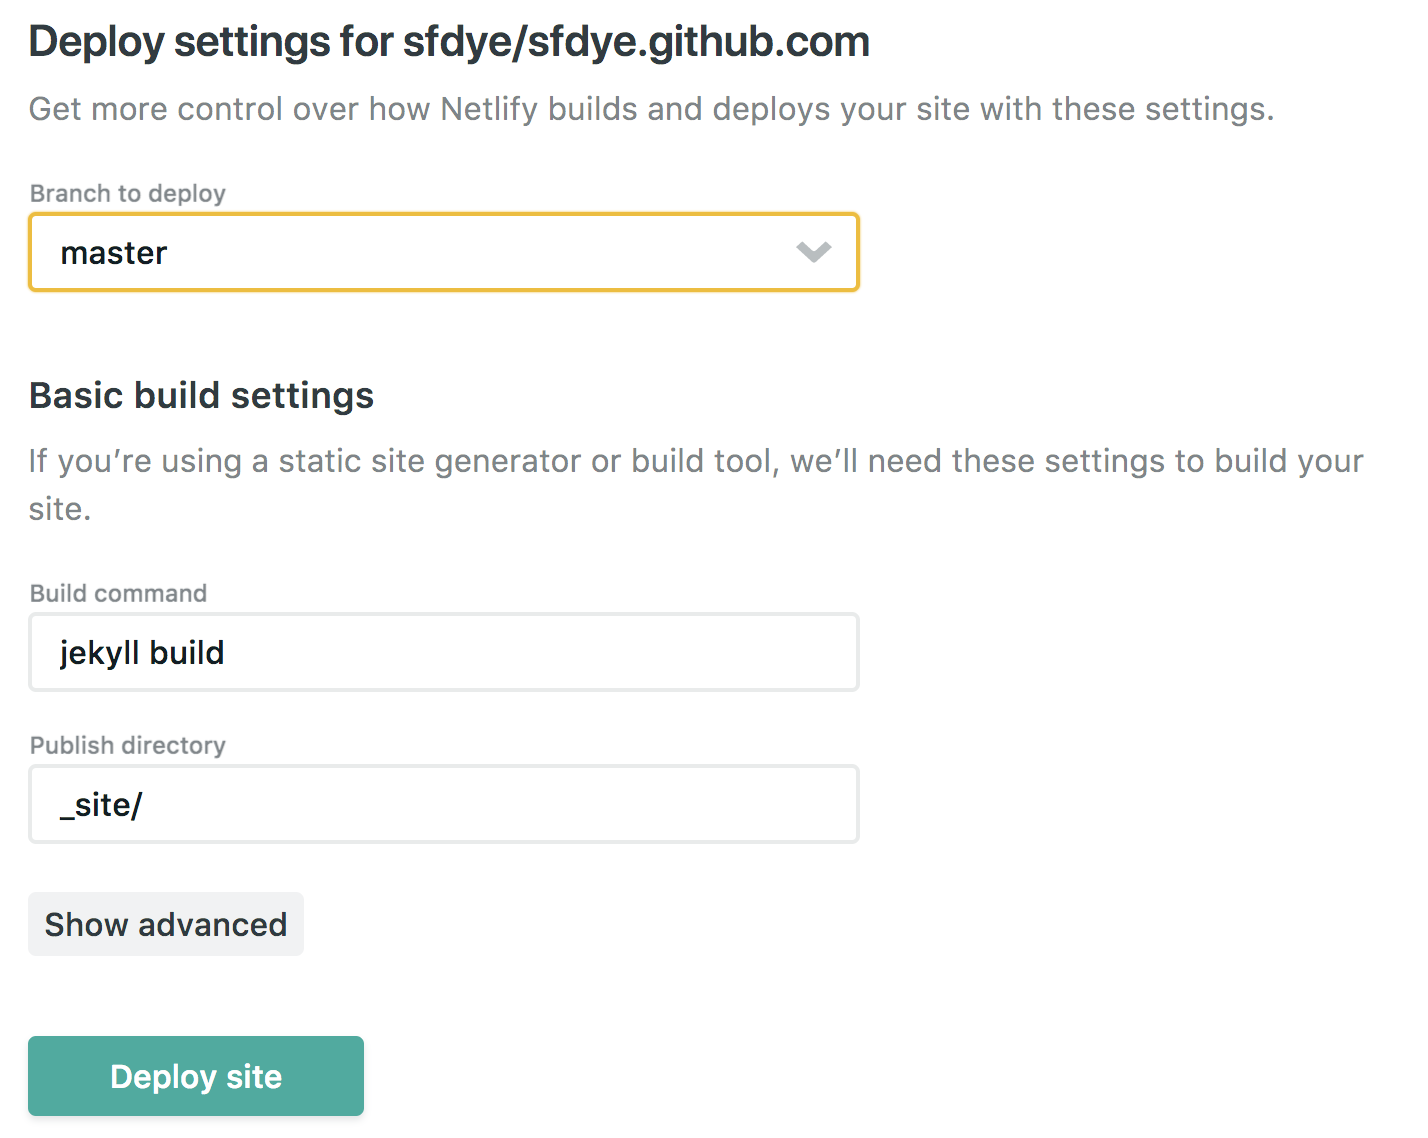 Deploy settings for sfdye/sfdye.github.com
Get more control over how Netlify builds and deploys your site with these settings.
Branch to deploy
master
Basic build settings
If you’re using a static site generator or build tool, we’ll need these settings to build your
site.
Build command
jekyll build
Publish directory
_site/
Show advanced
Deploy site